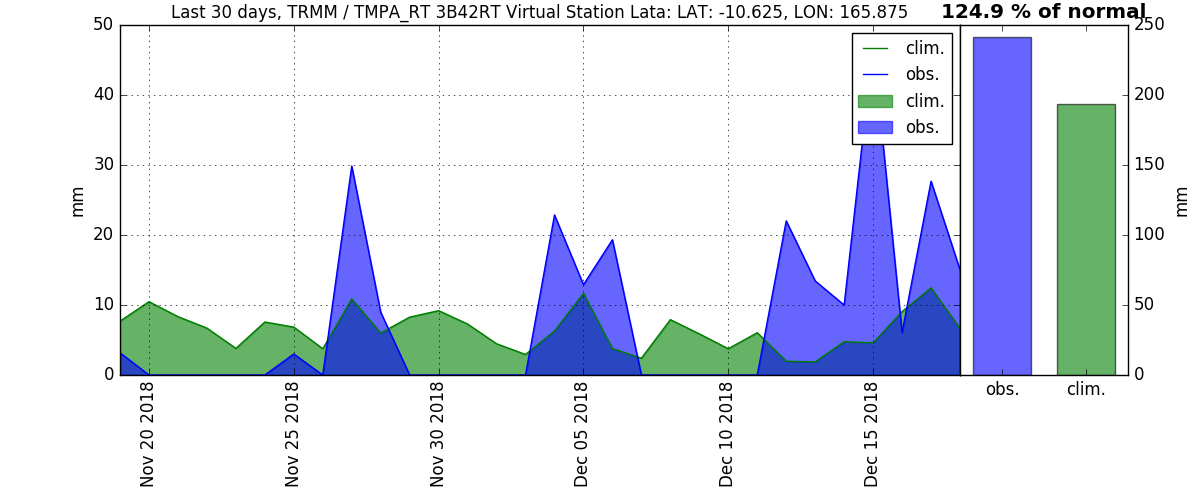 Last 30 days, TRMM / TMPA_RT 3B42RT Virtual Station Lata: LAT: -10.625, LON: 165.875
124.9 % of normal
50
40
30
20
10
0
mm
clim.
obs.
clim.
obs.
250
200
150
100
50
0
mm
obs.
clim.
Nov 20 2018
Nov 25 2018
Nov 30 2018
Dec 05 2018
Dec 10 2018
Dec 15 2018